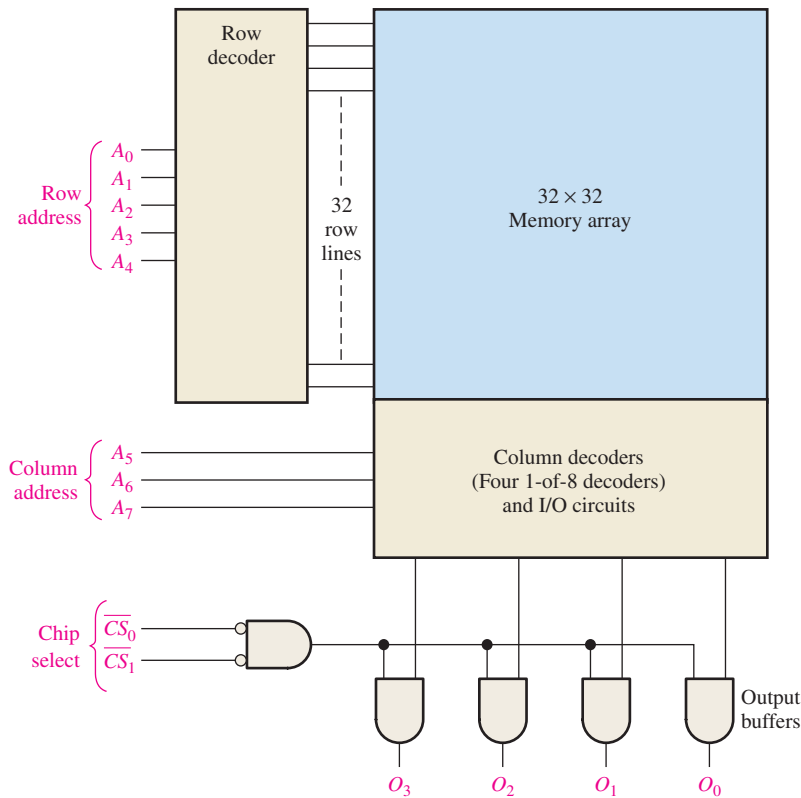 Row
decoder
32 × 32
Memory array
Row
address
A₀
A₁
A₂
A₃
A₄
32
row
lines
Column
address
A₅
A₆
A₇
Column decoders
(Four 1-of-8 decoders)
and I/O circuits
Chip
select
C̅S̅₀
C̅S̅₁
Output
buffers
O₃ O₂ O₁ O₀